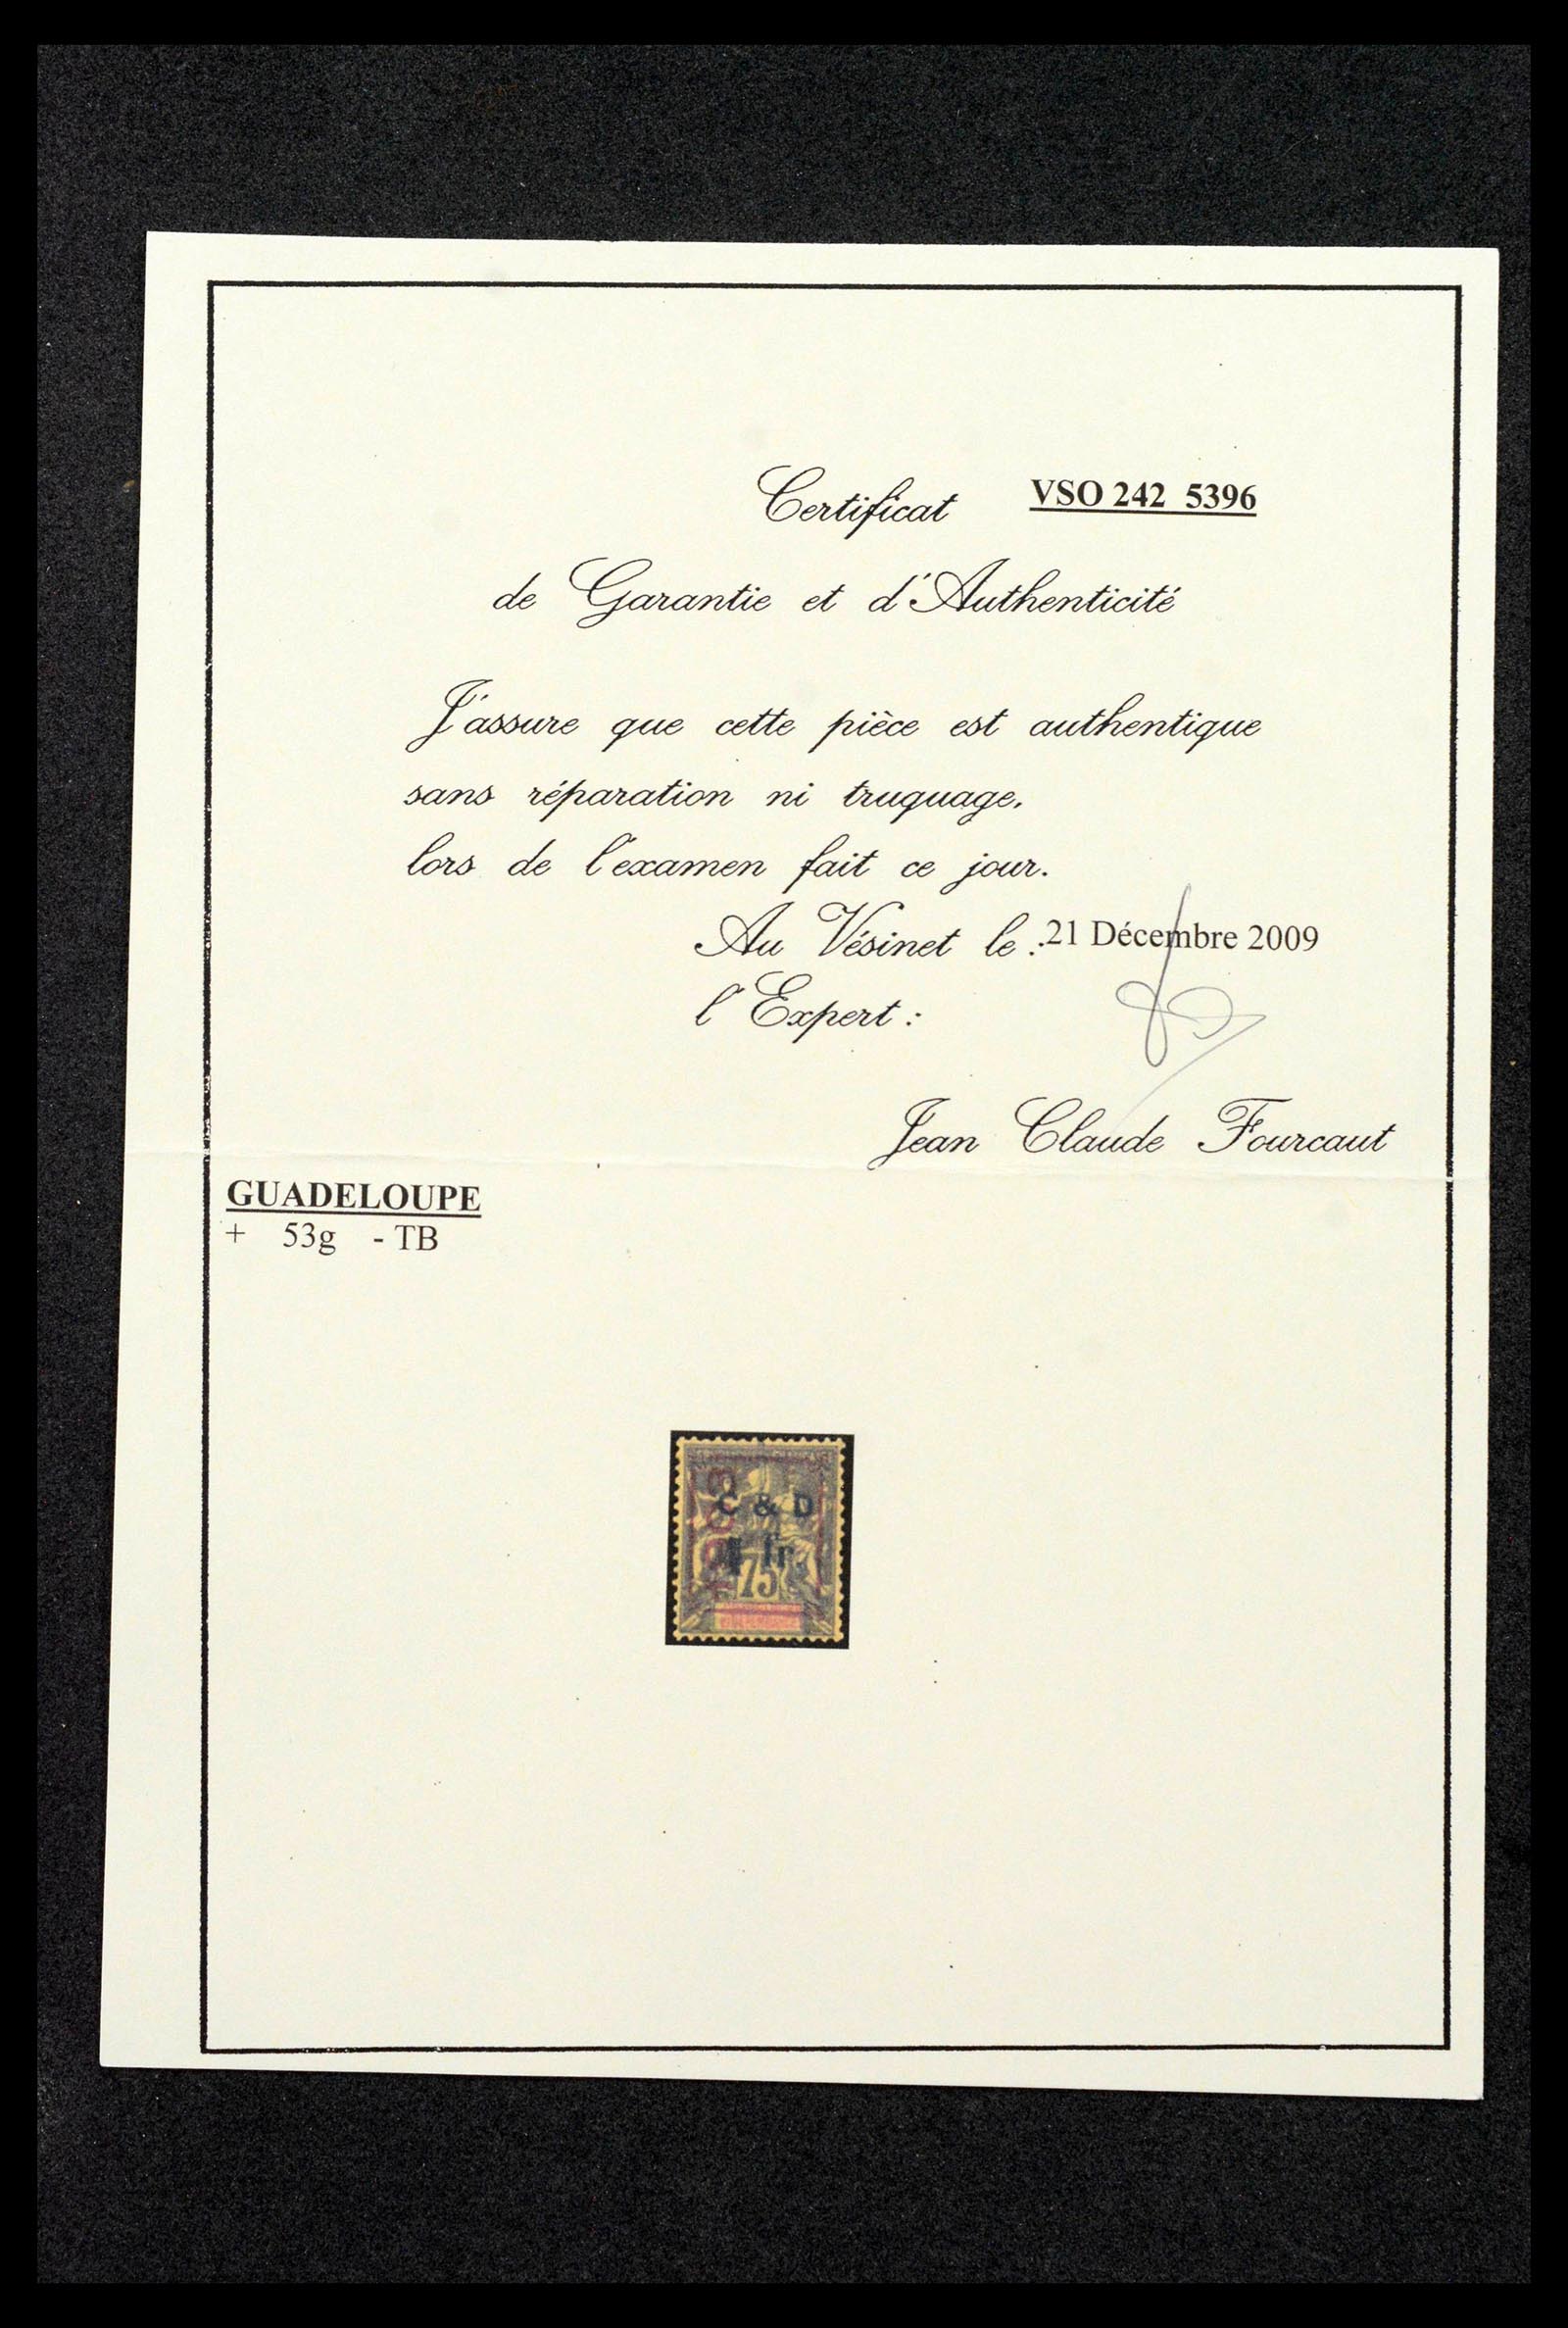 Certificat VSO 242 5396
de Garantie et d'Authenticité
J'assure que cette pièce est authentique
sans réparation ni truquage.
lors de l'examen fait ce jour.
Au Vésinet le : 21 Décembre 2009
l'Expert :
Jean Claude Fourcaut
GUADELOUPE
+ 53g - TB
C & D
1 fr.
75
1903